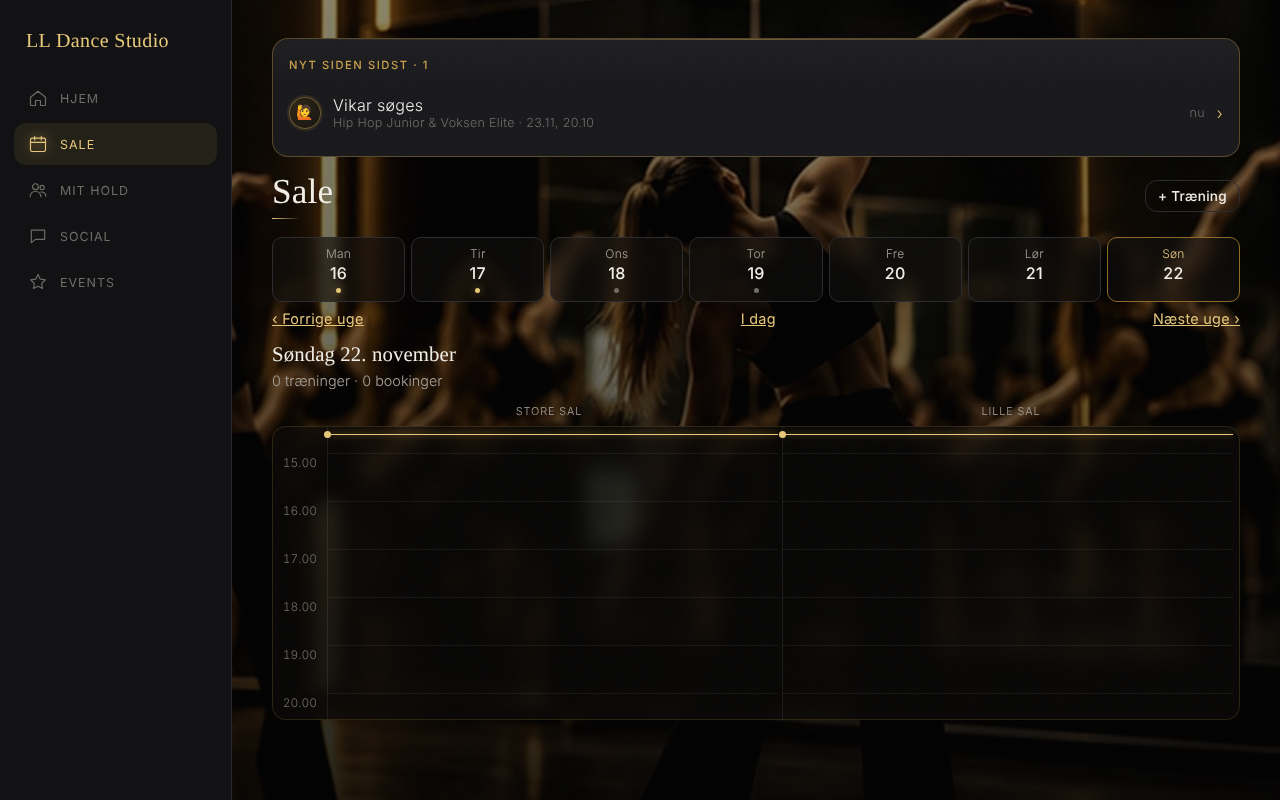 LL Dance Studio
HJEM
SALE
MIT HOLD
SOCIAL
EVENTS
NYT SIDEN SIDST · 1
Vikar søges
Hip Hop Junior & Voksen Elite · 23.11, 20.10
nu ›
Sale
+ Træning
Man 16
Tir 17
Ons 18
Tor 19
Fre 20
Lør 21
Søn 22
‹ Forrige uge
I dag
Næste uge ›
Søndag 22. november
0 træninger · 0 bookinger
STORE SAL
LILLE SAL
15.00
16.00
17.00
18.00
19.00
20.00